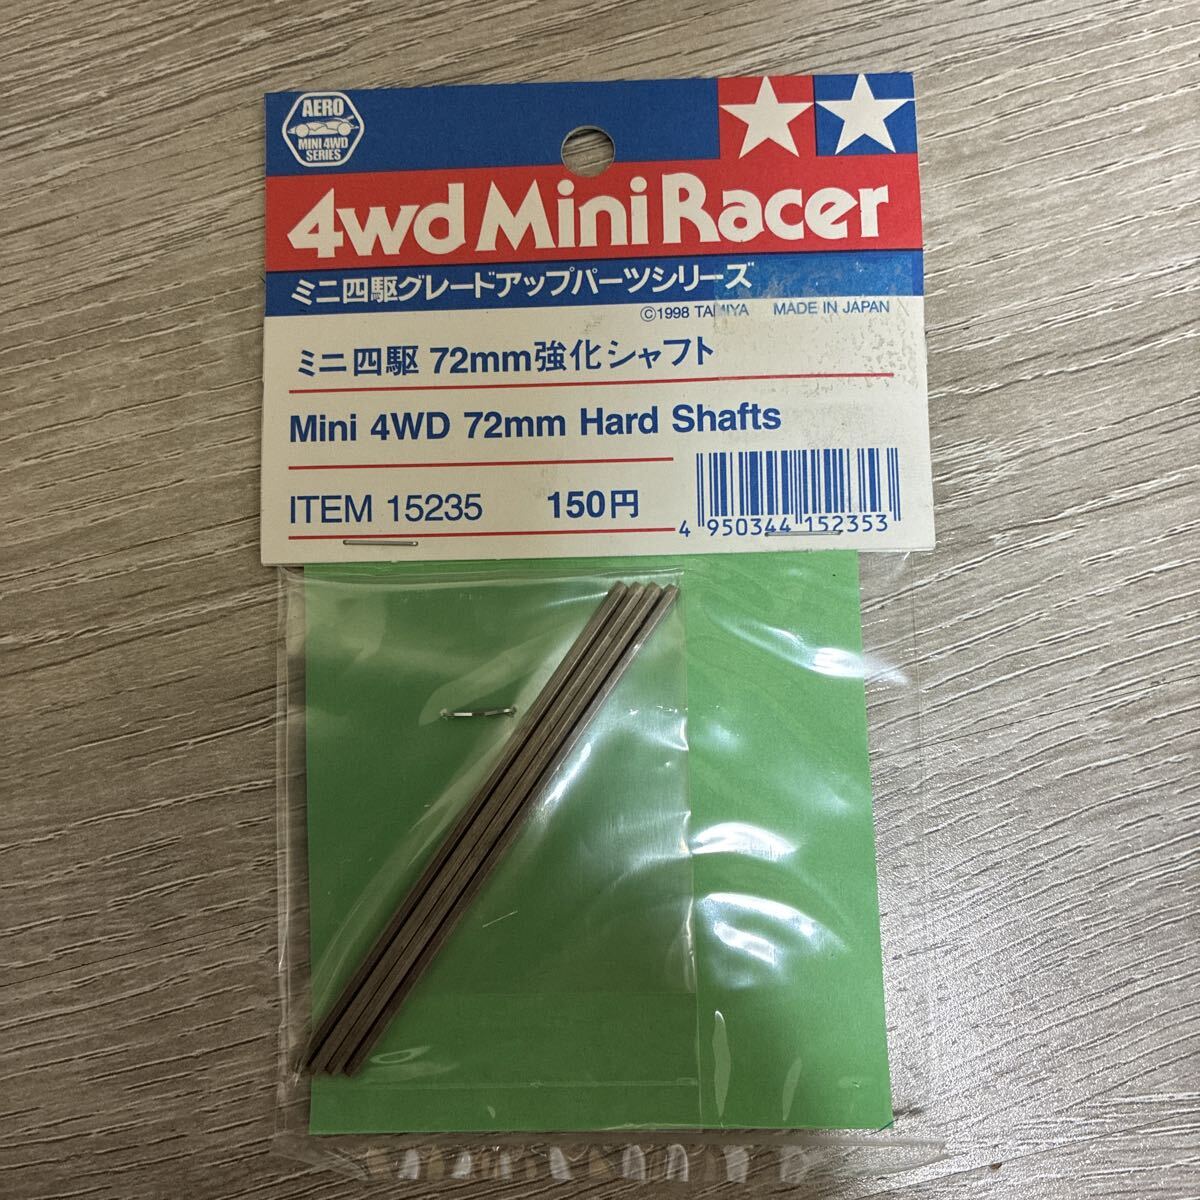 AERO
MINI 4WD
SERIES
4wd Mini Racer
ミニ四駆グレードアップパーツシリーズ
©1998 TAMIYA MADE IN JAPAN
ミニ四駆 72mm強化シャフト
Mini 4WD 72mm Hard Shafts
ITEM 15235 150円
4 950344 152353